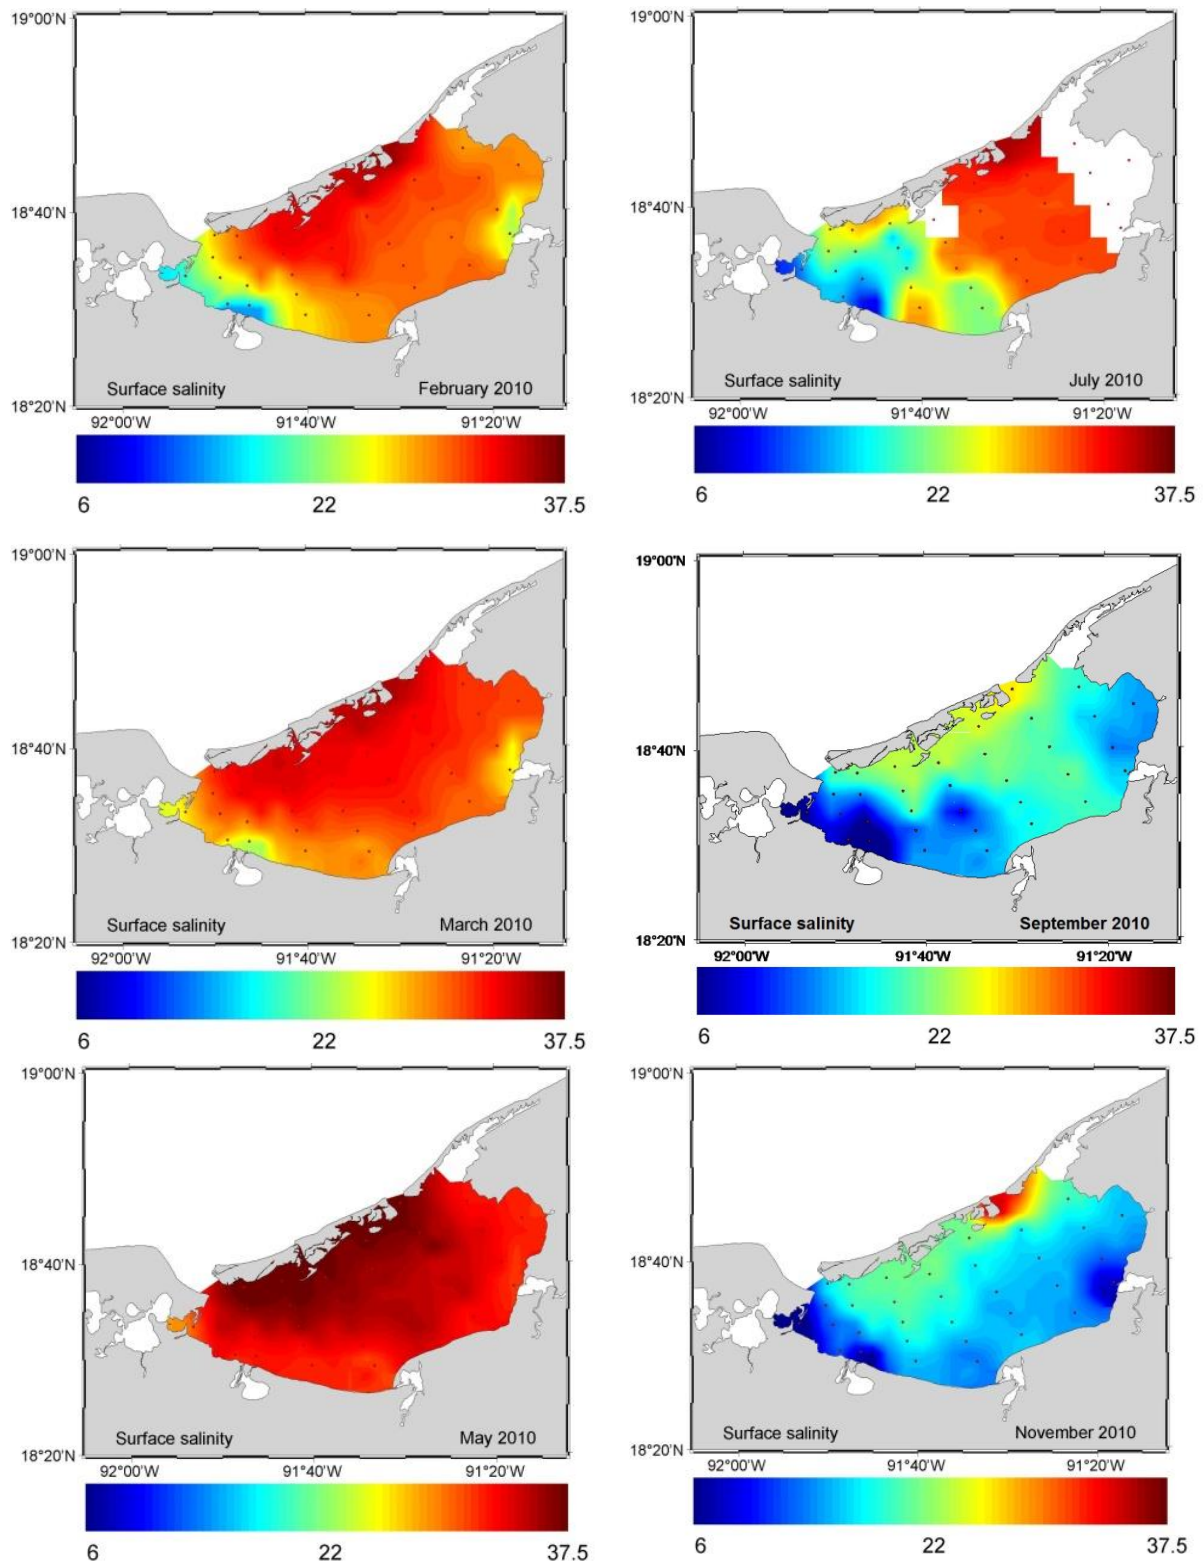 19°00'N
18°40'N
18°20'N
Surface salinity February 2010
92°00'W 91°40'W 91°20'W
6 22 37.5
19°00'N
18°40'N
18°20'N
Surface salinity July 2010
92°00'W 91°40'W 91°20'W
6 22 37.5
19°00'N
18°40'N
18°20'N
Surface salinity March 2010
92°00'W 91°40'W 91°20'W
6 22 37.5
19°00'N
18°40'N
18°20'N
Surface salinity September 2010
92°00'W 91°40'W 91°20'W
6 22 37.5
19°00'N
18°40'N
18°20'N
Surface salinity May 2010
92°00'W 91°40'W 91°20'W
6 22 37.5
19°00'N
18°40'N
18°20'N
Surface salinity November 2010
92°00'W 91°40'W 91°20'W
6 22 37.5